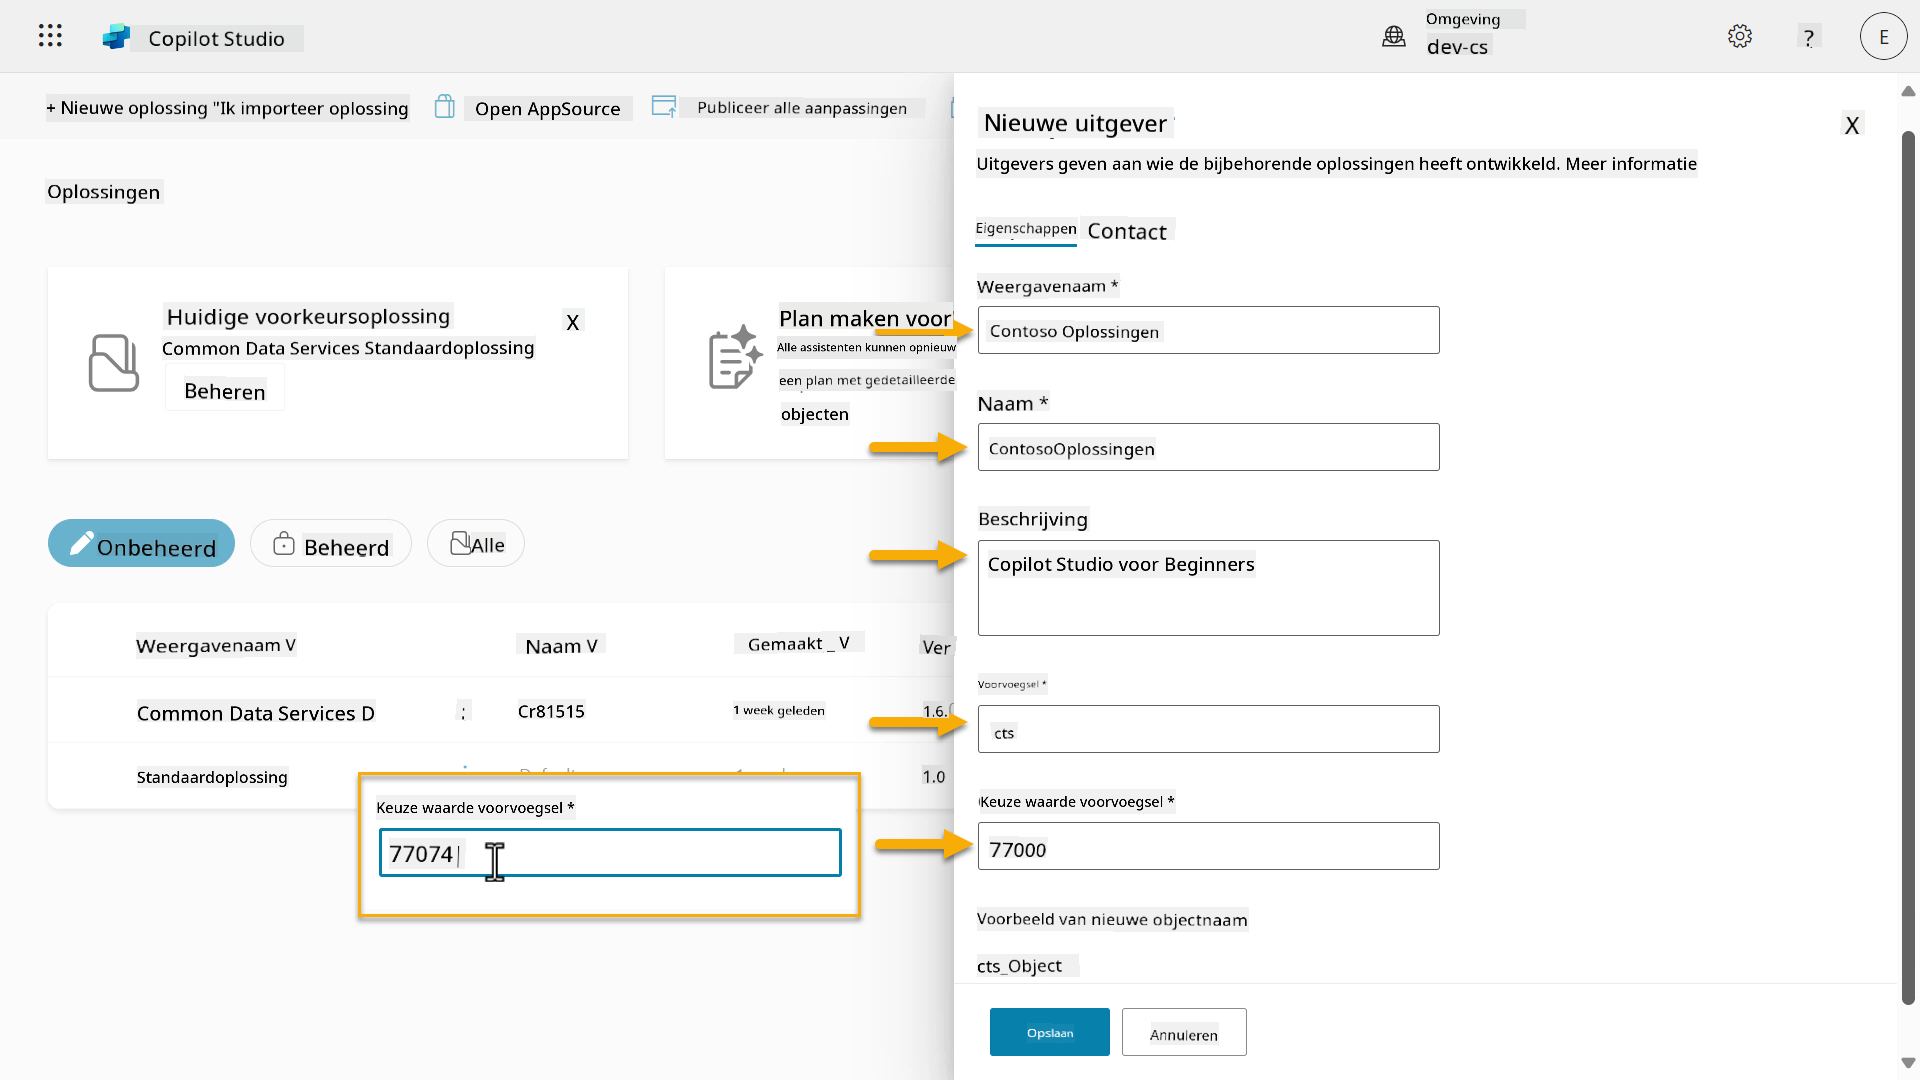 Copilot Studio
Omgeving
dev-cs
?
E
+ Nieuwe oplossing "Ik importeer oplossing
Open AppSource
Publiceer alle aanpassingen
Oplossingen
Huidige voorkeursoplossing
X
Common Data Services Standaardoplossing
Beheren
Plan maken voor
Alle assistenten kunnen opnieuw
een plan met gedetailleerde
objecten
Onbeheerd
Beheerd
Alle
Weergavenaam V
Naam V
Gemaakt _ V
Ver
Common Data Services D
:
Cr81515
1 week geleden
1.6.
Standaardoplossing
1.0
Keuze waarde voorvoegsel *
77074
Nieuwe uitgever
X
Uitgevers geven aan wie de bijbehorende oplossingen heeft ontwikkeld. Meer informatie
Eigenschappen
Contact
Weergavenaam *
Contoso Oplossingen
Naam *
ContosoOplossingen
Beschrijving
Copilot Studio voor Beginners
Voorvoegsel *
cts
Keuze waarde voorvoegsel *
77000
Voorbeeld van nieuwe objectnaam
cts_Object
Opslaan
Annuleren